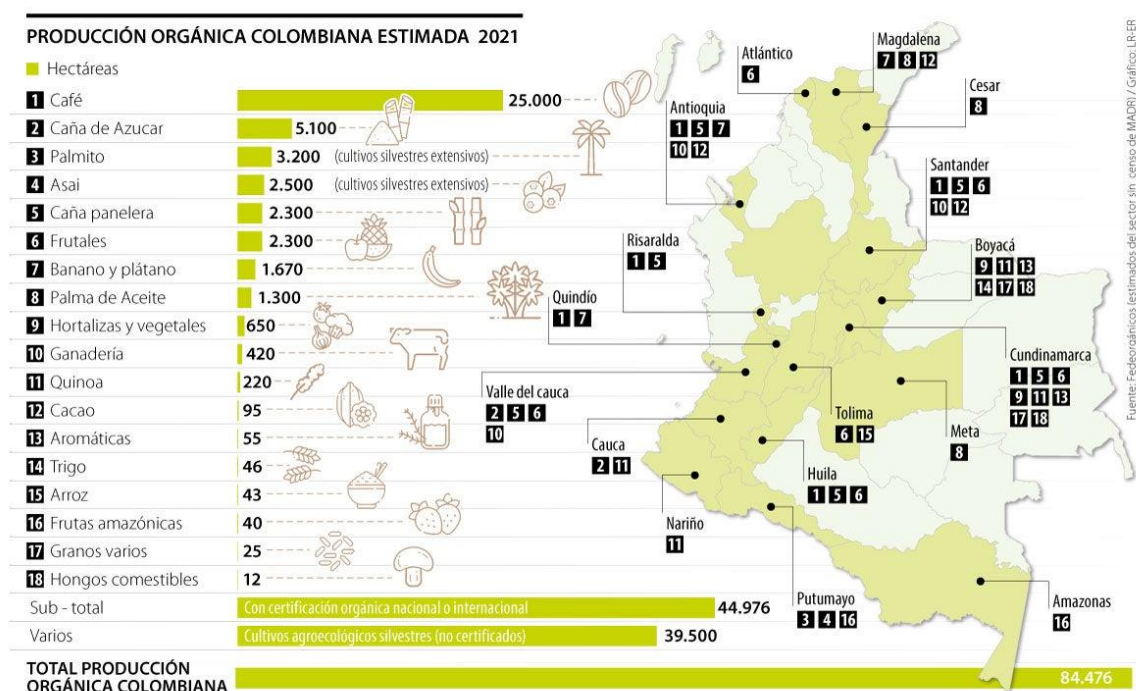 PRODUCCIÓN ORGÁNICA COLOMBIANA ESTIMADA 2021
Hectáreas
1 Café 25.000
2 Caña de Azucar 5.100
3 Palmito 3.200 (cultivos silvestres extensivos)
4 Asai 2.500 (cultivos silvestres extensivos)
5 Caña panelera 2.300
6 Frutales 2.300
7 Banano y plátano 1.670
8 Palma de Aceite 1.300
9 Hortalizas y vegetales 650
10 Ganadería 420
11 Quinoa 220
12 Cacao 95
13 Aromáticas 55
14 Trigo 46
15 Arroz 43
16 Frutas amazónicas 40
17 Granos varios 25
18 Hongos comestibles 12
Sub - total Con certificación orgánica nacional o internacional 44.976
Varios Cultivos agroecológicos silvestres (no certificados) 39.500
TOTAL PRODUCCIÓN
ORGÁNICA COLOMBIANA 84.476
Atlántico
6
Magdalena
7 8 12
Cesar
8
Antioquia
1 5 7
10 12
Santander
1 5 6
10 12
Risaralda
1 5
Boyacá
9 11 13
14 17 18
Quindío
1 7
Cundinamarca
1 5 6
9 11 13
17 18
Valle del cauca
2 5 6
10
Tolima
6 15
Meta
8
Cauca
2 11
Huila
1 5 6
Nariño
11
Putumayo
3 4 16
Amazonas
16
Fuente: Fedeorgánicos (estimados del sector sin censo de MADR) / Gráfico: LR-ER